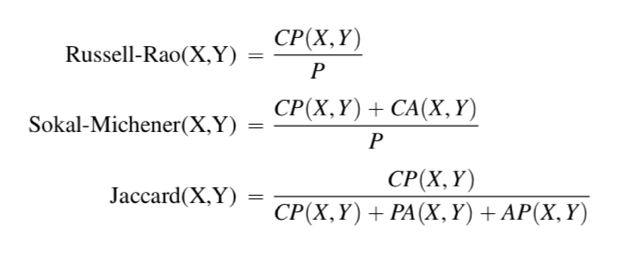 Russell-Rao(X,Y) = CP(X,Y) / P
Sokal-Michener(X,Y) = CP(X,Y) + CA(X,Y) / P
Jaccard(X,Y) = CP(X,Y) / CP(X,Y) + PA(X,Y) + AP(X,Y)